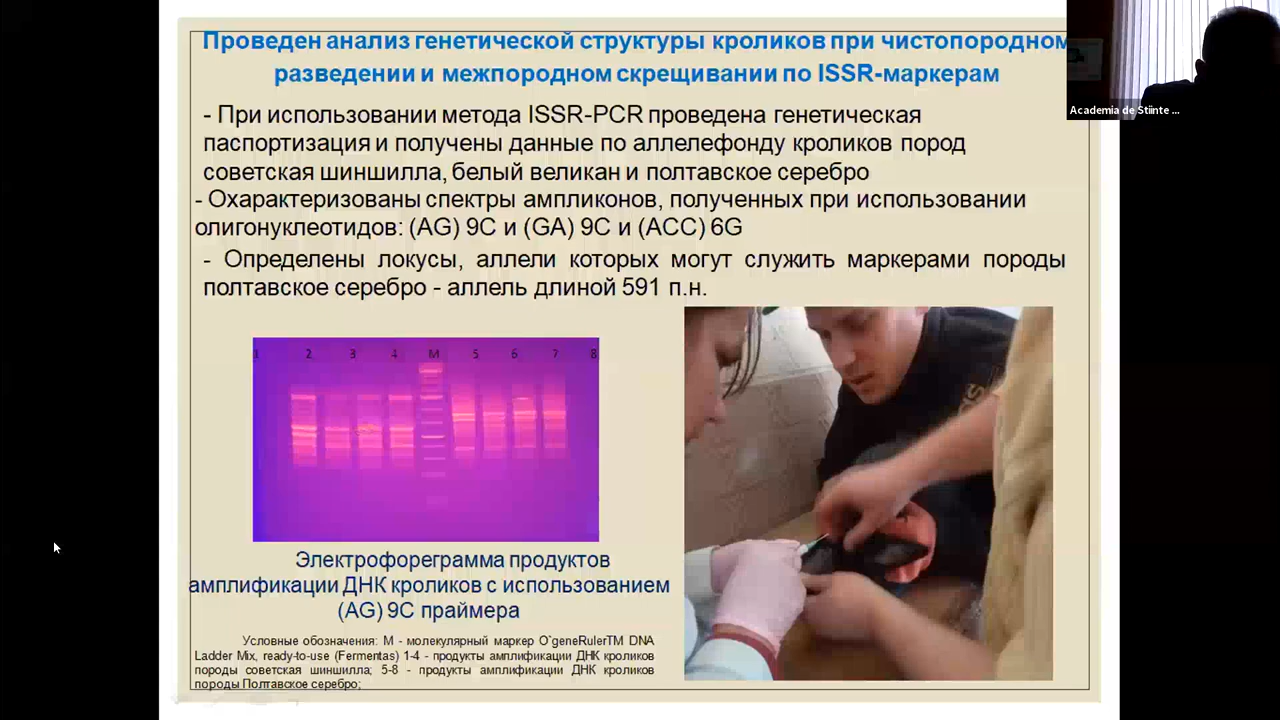 Проведен анализ генетической структуры кроликов при чистопородном
разведении и межпородном скрещивании по ISSR-маркерам
- При использовании метода ISSR-PCR проведена генетическая
паспортизация и получены данные по аллелефонду кроликов пород
советская шиншилла, белый великан и полтавское серебро
- Охарактеризованы спектры ампликонов, полученных при использовании
олигонуклеотидов: (AG) 9C и (GA) 9C и (ACC) 6G
- Определены локусы, аллели которых могут служить маркерами породы
полтавское серебро - аллель длиной 591 п.н.
1 2 3 4 M 5 6 7 8
Электрофореграмма продуктов
амплификации ДНК кроликов с использованием
(AG) 9C праймера
Условные обозначения: М - молекулярный маркер O`geneRulerTM DNA
Ladder Mix, ready-to-use (Fermentas) 1-4 - продукты амплификации ДНК кроликов
породы советская шиншилла; 5-8 - продукты амплификации ДНК кроликов
породы Полтавское серебро;
Academia de Stiinte ...